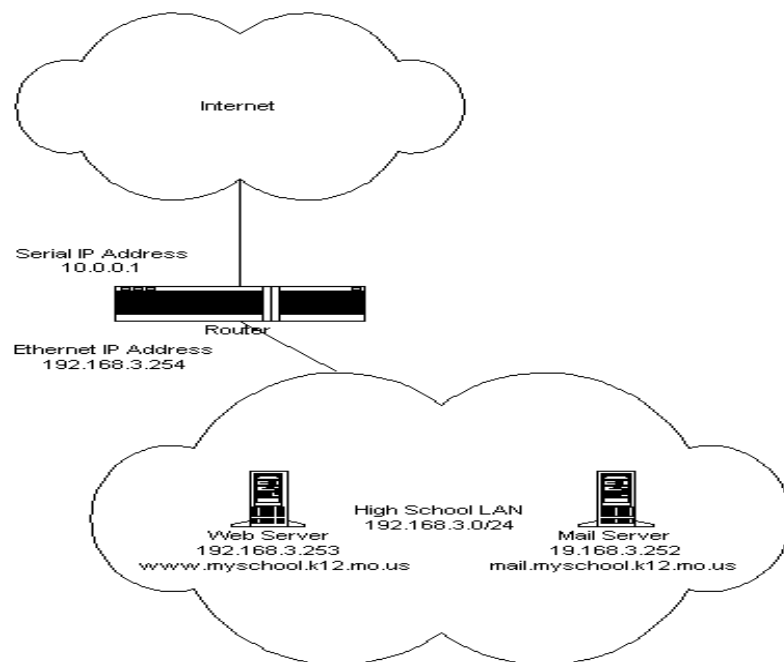 Internet
Serial IP Address
10.0.0.1
Router
Ethernet IP Address
192.168.3.254
High School LAN
192.168.3.0/24
Web Server
192.168.3.253
www.myschool.k12.mo.us
Mail Server
19.168.3.252
mail.myschool.k12.mo.us